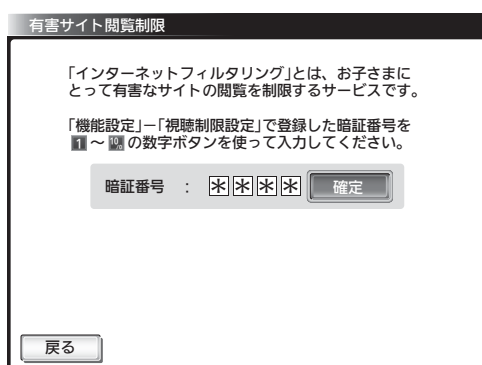 有害サイト閲覧制限
「インターネットフィルタリング」とは、お子さまに
とって有害なサイトの閲覧を制限するサービスです。
「機能設定」－「視聴制限設定」で登録した暗証番号を
1 ～ 10/0 の数字ボタンを使って入力してください。
暗証番号 : ＊＊＊＊ 確定
戻る